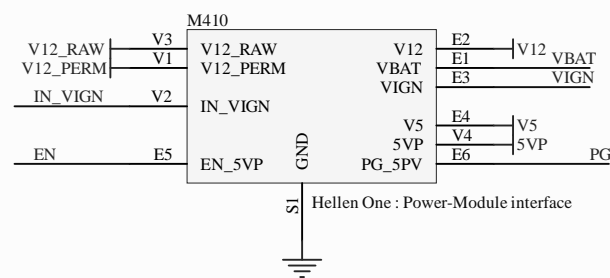 M410
V12_RAW V3 V12_RAW V12 E2 V12
V12_PERM V1 V12_PERM VBAT E1 VBAT
VIGN E3 VIGN
IN_VIGN V2 IN_VIGN
V5 E4 V5
5VP V4 5VP
EN E5 EN_5VP GND PG_5PV E6 PG
S1 Hellen One : Power-Module interface